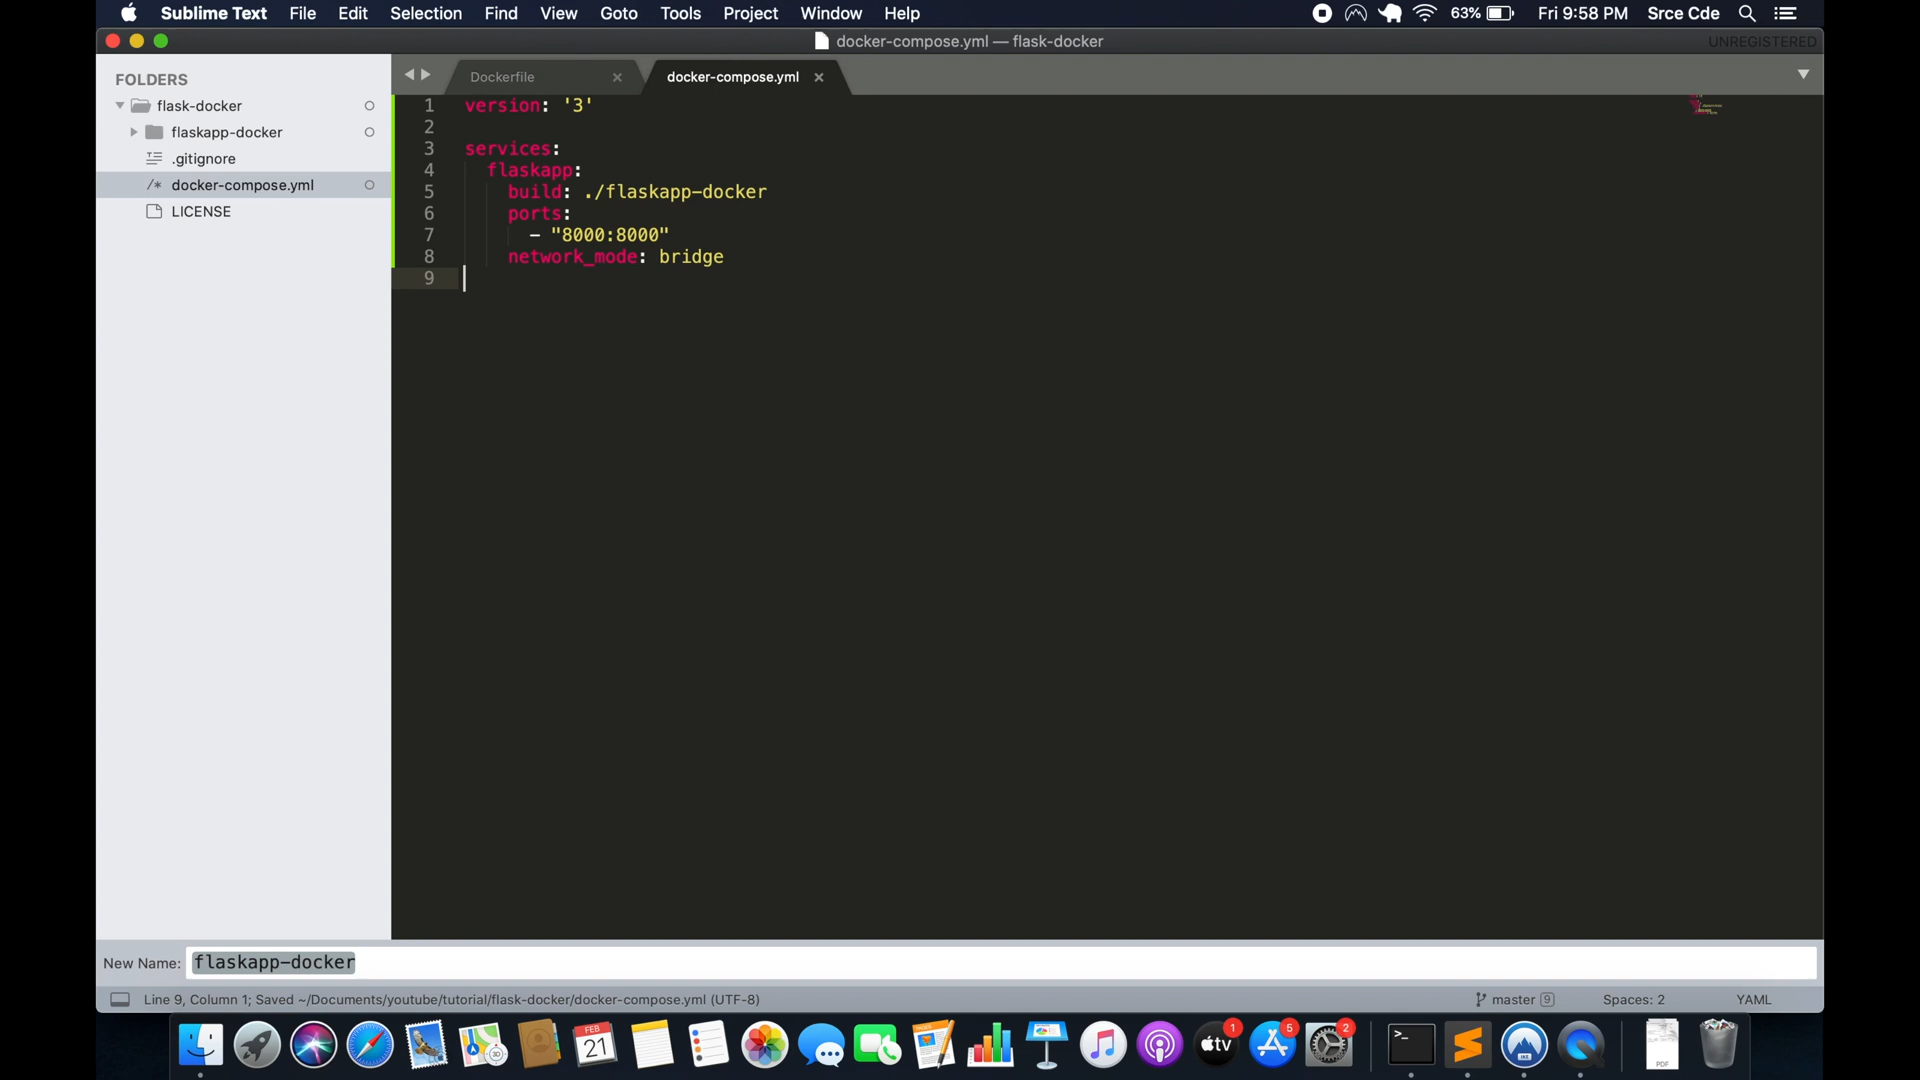 Sublime Text File Edit Selection Find View Goto Tools Project Window Help 63% Fri 9:58 PM Srce Cde
docker-compose.yml — flask-docker UNREGISTERED
FOLDERS
flask-docker
flaskapp-docker
.gitignore
docker-compose.yml
LICENSE
Dockerfile × docker-compose.yml ×
1 version: '3'
2
3 services:
4 flaskapp:
5 build: ./flaskapp-docker
6 ports:
7 - "8000:8000"
8 network_mode: bridge
9
New Name: flaskapp-docker
Line 9, Column 1; Saved ~/Documents/youtube/tutorial/flask-docker/docker-compose.yml (UTF-8) master 9 Spaces: 2 YAML
FEB
21
3D
tv
1
5
2
>_
PDF